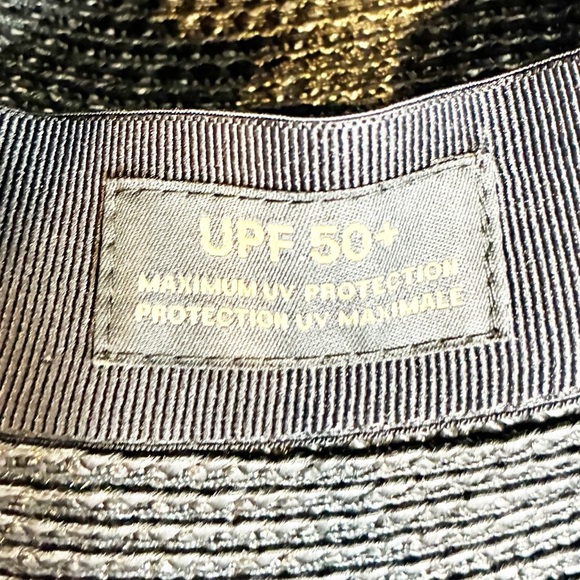 UPF 50+
MAXIMUM UV PROTECTION
PROTECTION UV MAXIMALE